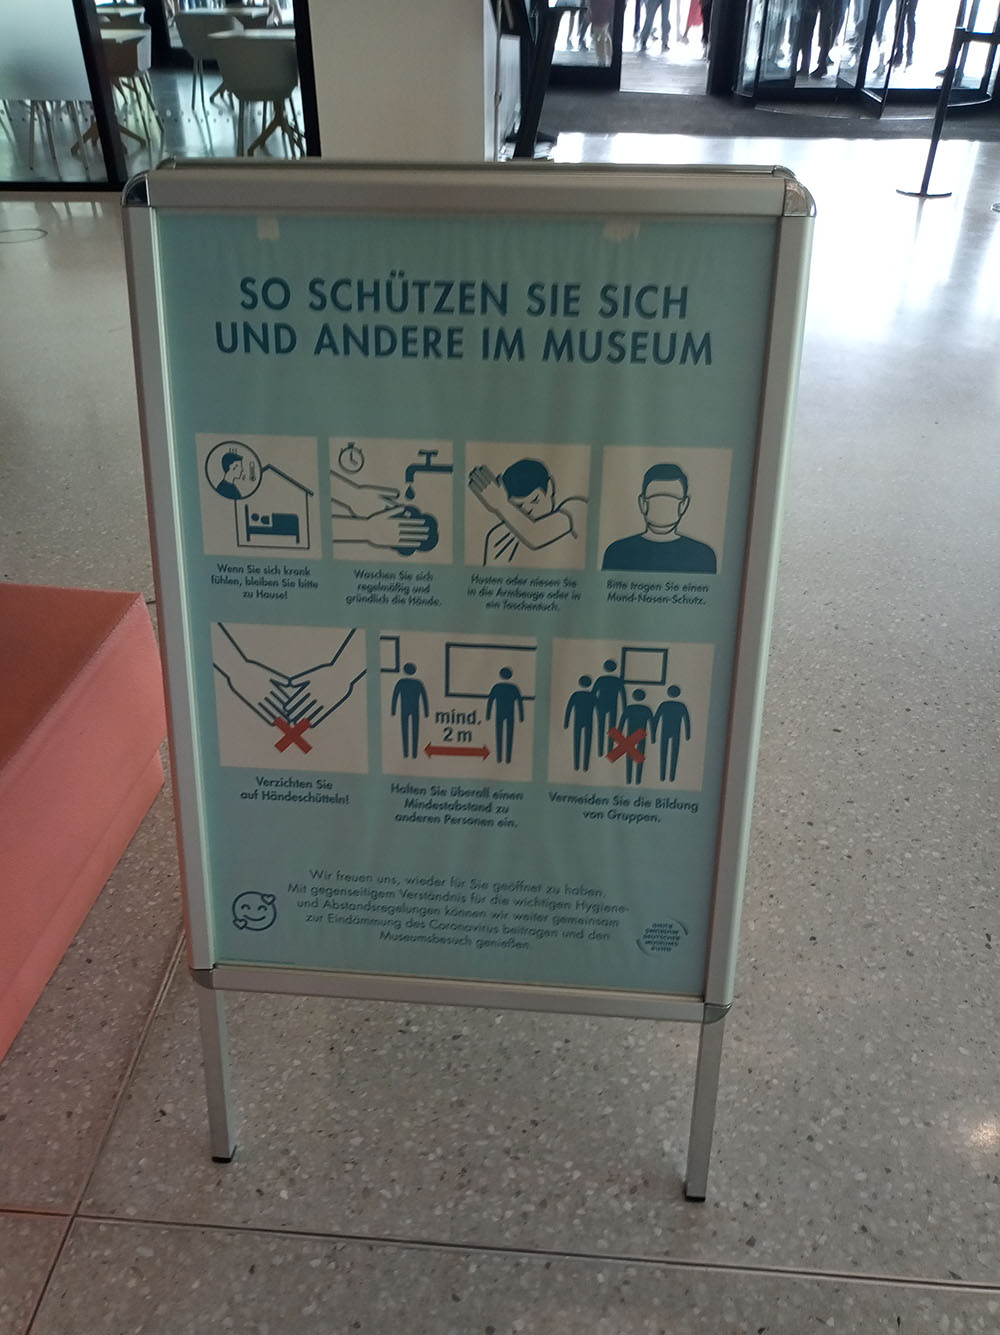 SO SCHÜTZEN SIE SICH
UND ANDERE IM MUSEUM
Wenn Sie sich krank
fühlen, bleiben Sie bitte
zu Hause!
Waschen Sie sich
regelmäßig und
gründlich die Hände.
Husten oder niesen Sie
in die Armbeuge oder in
ein Taschentuch.
Bitte tragen Sie einen
Mund-Nasen-Schutz.
mind.
2 m
Verzichten Sie
auf Händeschütteln!
Halten Sie überall einen
Mindestabstand zu
anderen Personen ein.
Vermeiden Sie die Bildung
von Gruppen.
Wir freuen uns, wieder für Sie geöffnet zu haben.
Mit gegenseitigem Verständnis für die wichtigen Hygiene-
und Abstandsregelungen können wir weiter gemeinsam
zur Eindämmung des Coronavirus beitragen und den
Museumsbesuch genießen.